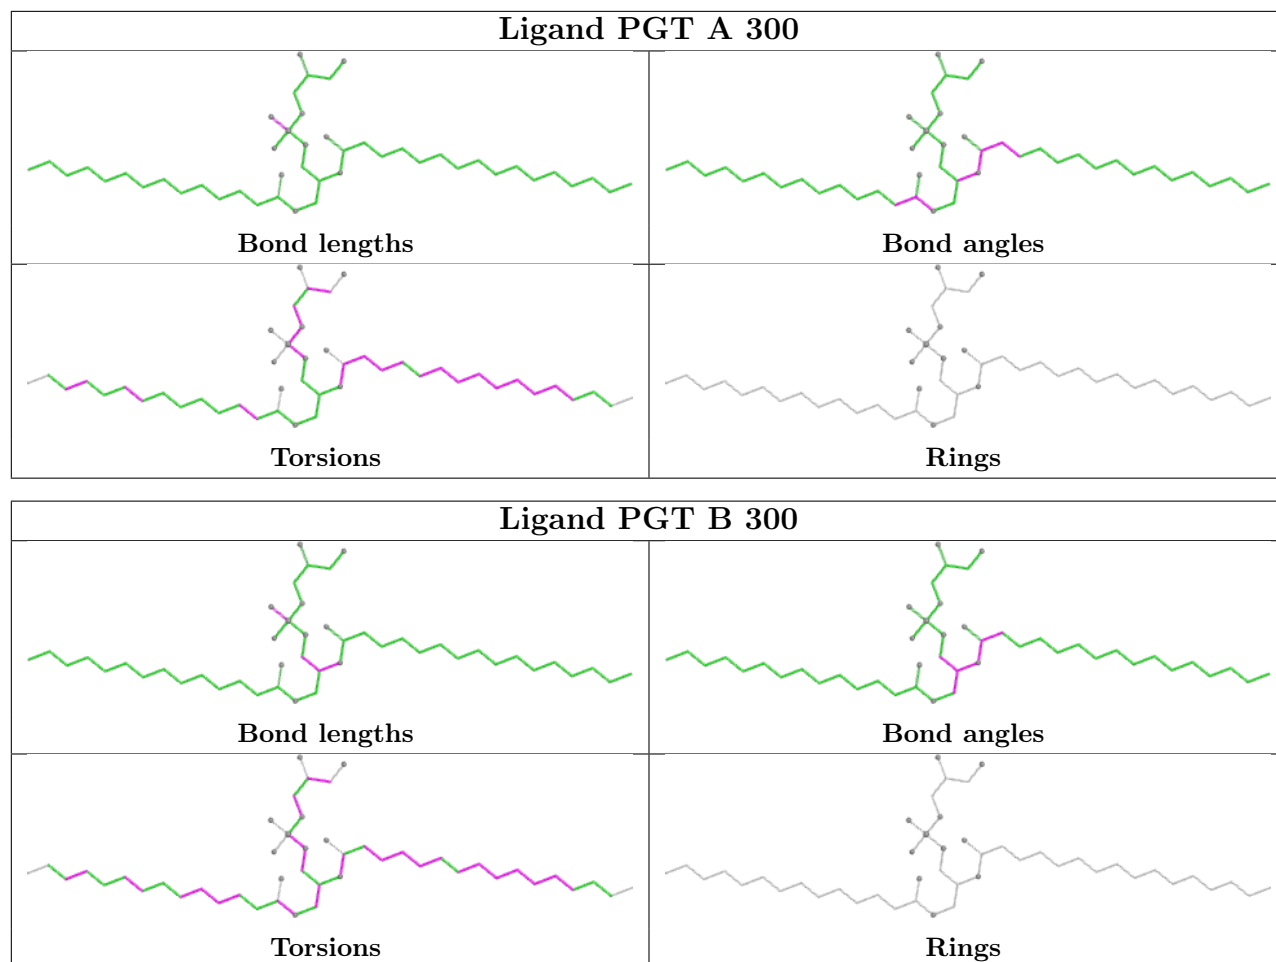 Ligand PGT A 300
Bond lengths
Bond angles
Torsions
Rings
Ligand PGT B 300
Bond lengths
Bond angles
Torsions
Rings